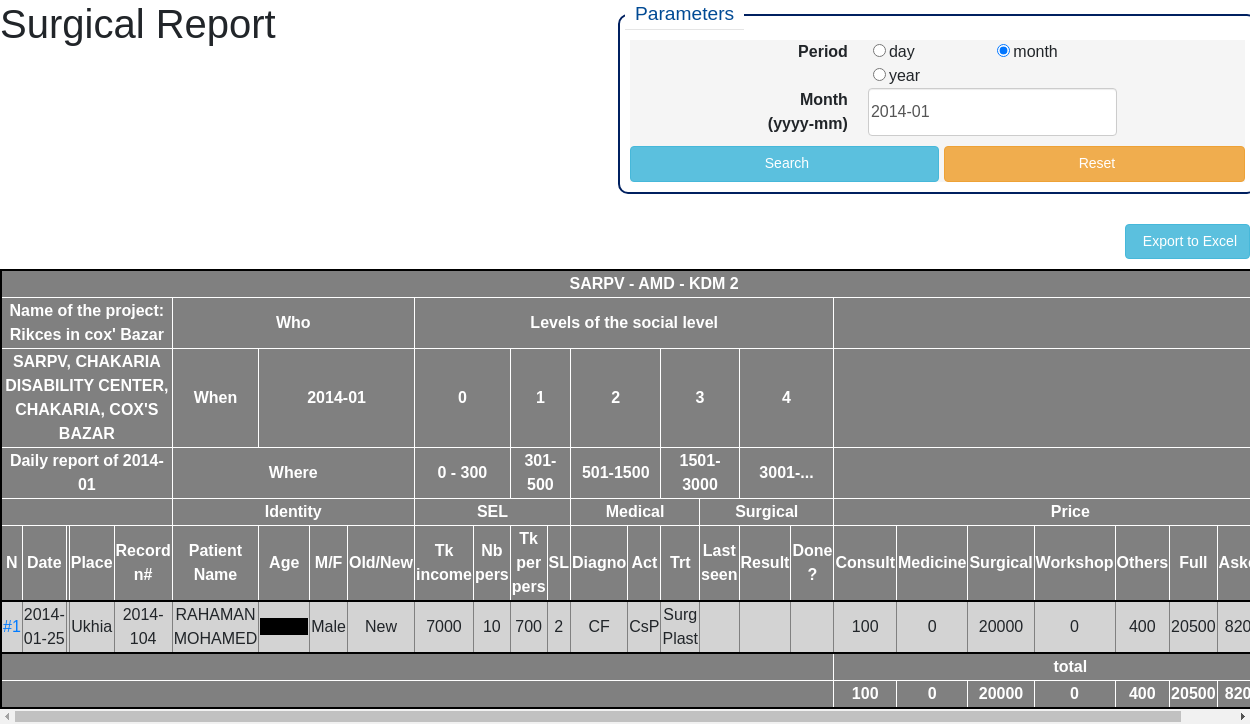 Surgical Report
Parameters
Period day month
year
Month
(yyyy-mm)
2014-01
Search Reset
Export to Excel
SARPV - AMD - KDM 2
Name of the project:
Rikces in cox' Bazar
Who
Levels of the social level
SARPV, CHAKARIA
DISABILITY CENTER,
CHAKARIA, COX'S
BAZAR
When 2014-01 0 1 2 3 4
Daily report of 2014-
01
Where
0 - 300
301-
500
501-1500
1501-
3000
3001-...
Identity SEL Medical Surgical Price
N Date Place
Record
n#
Patient
Name
Age M/F Old/New
Tk
income
Nb
pers
Tk
per
pers
SL Diagno Act Trt
Last
seen
Result
Done
?
Consult Medicine Surgical Workshop Others Full
#1
2014-
01-25
Ukhia
2014-
104
RAHAMAN
MOHAMED
Male New 7000 10 700 2 CF CsP
Surg
Plast
100 0 20000 0 400 20500
total
100 0 20000 0 400 20500